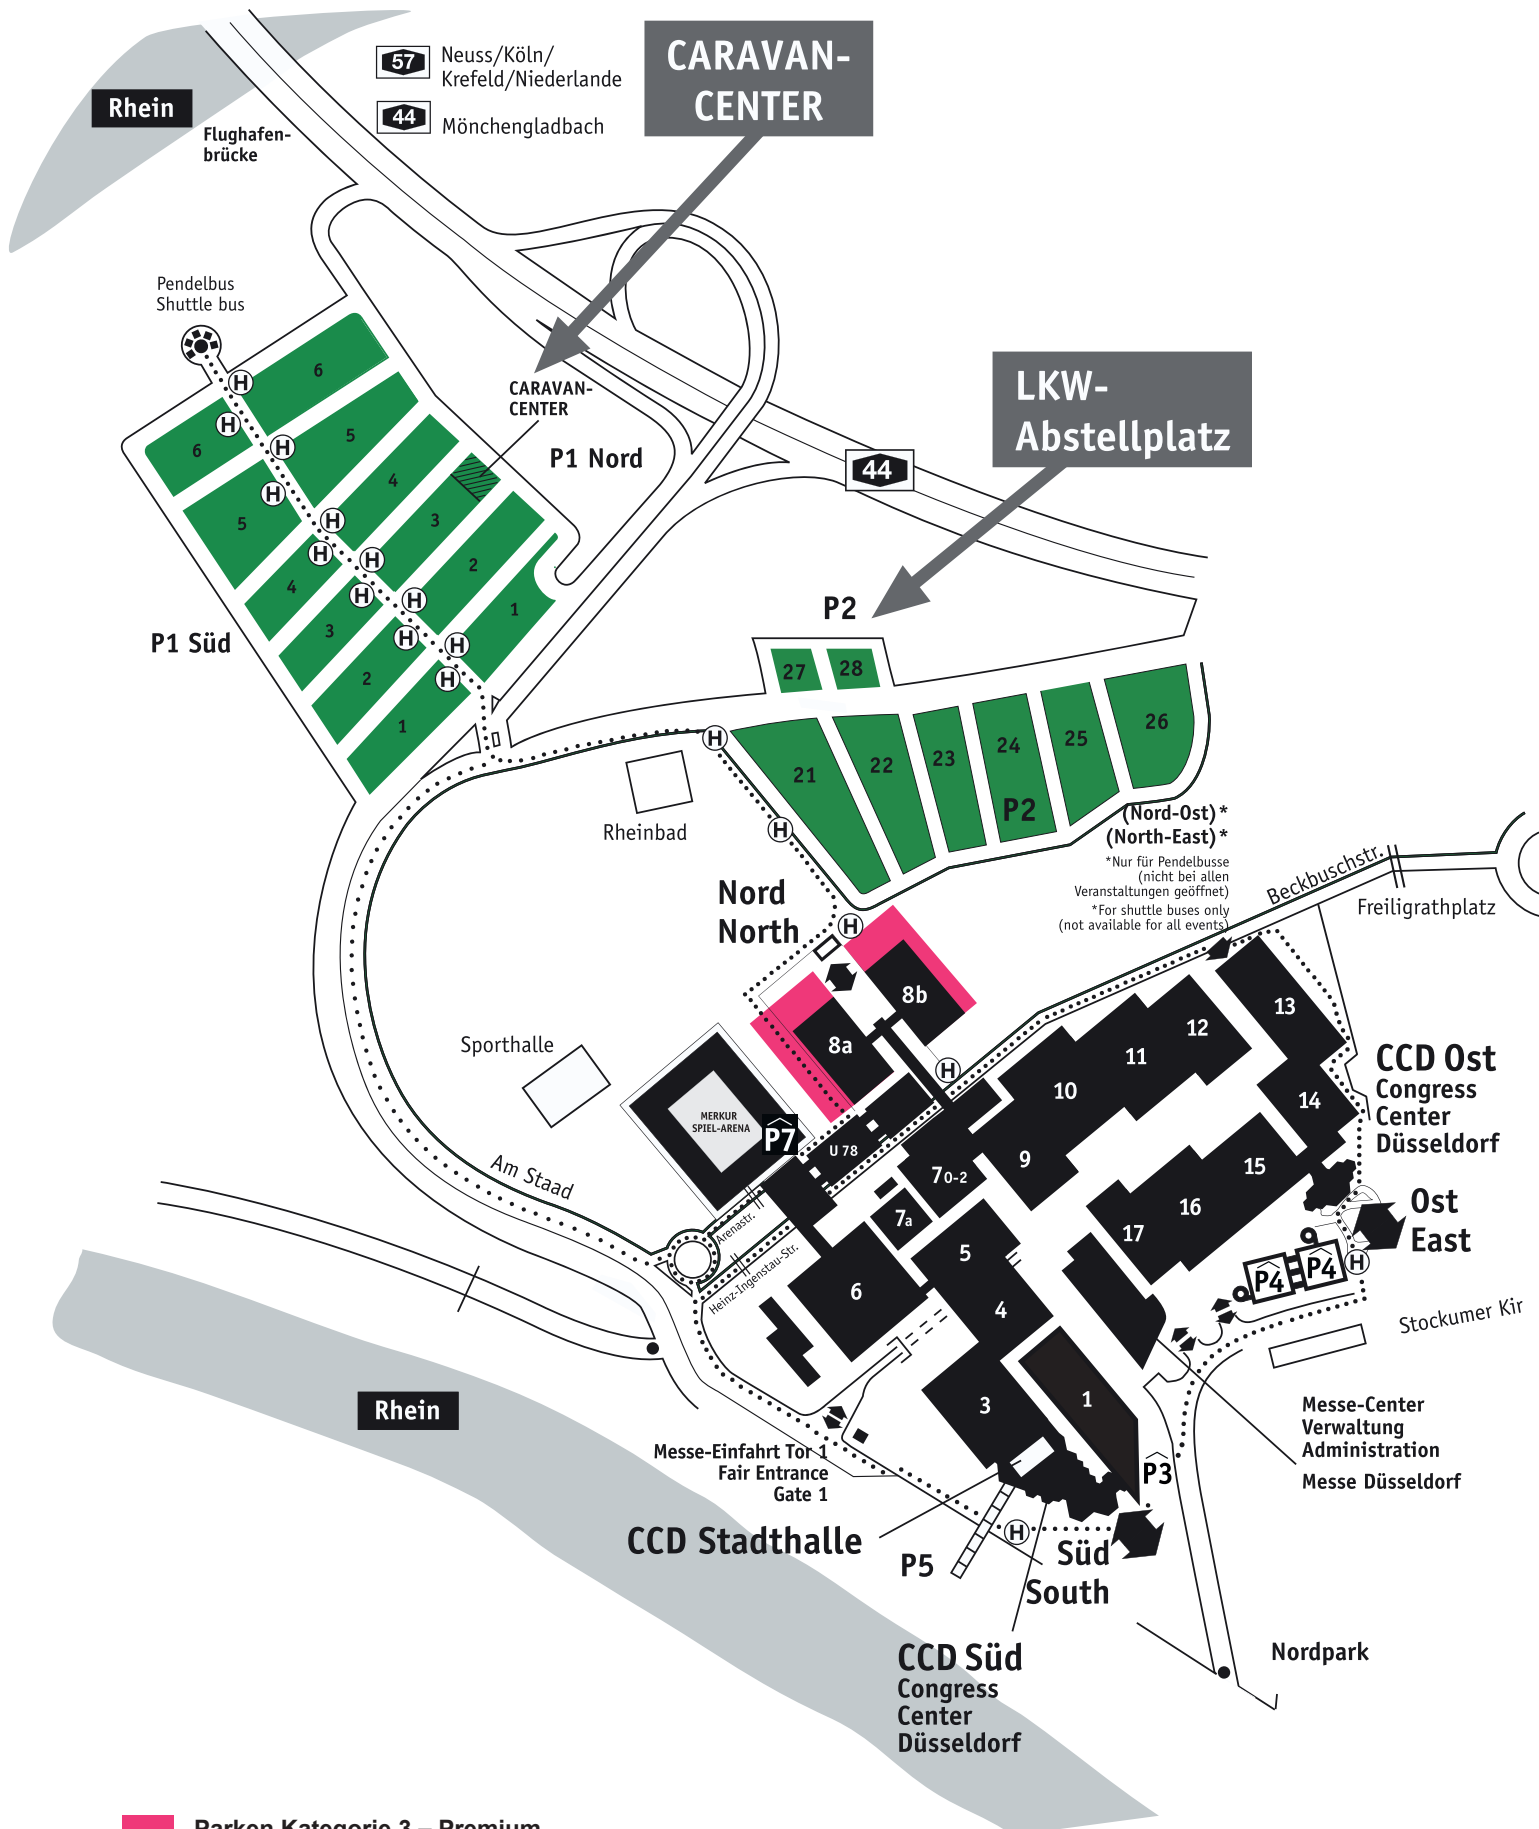 57
Neuss/Köln/
Krefeld/Niederlande
44
Mönchengladbach
CARAVAN-
CENTER
Rhein
Flughafen-
brücke
Pendelbus
Shuttle bus
CARAVAN-
CENTER
P1 Nord
LKW-
Abstellplatz
44
6
6
5
5
4
4
3
3
2
2
1
1
H
H
H
H
H
H
H
H
H
H
H
H
P1 Süd
P2
27
28
21
22
23
24
25
26
P2
H
H
Rheinbad
(Nord-Ost)*
(North-East)*
*Nur für Pendelbusse
(nicht bei allen
Veranstaltungen geöffnet)
*For shuttle buses only
(not available for all events)
Beckbuschstr.
Freiligrathplatz
Nord
North
H
8b
8a
H
Sporthalle
MERKUR
SPIEL-ARENA
P7
U 78
7 0-2
7a
9
10
11
12
13
14
15
16
17
CCD Ost
Congress
Center
Düsseldorf
Ost
East
P4
P4
H
Stockumer Kir
Am Staad
Arenastr.
Heinz-Ingenstau-Str.
5
6
4
3
1
P3
Messe-Center
Verwaltung
Administration
Messe Düsseldorf
Rhein
Messe-Einfahrt Tor 1
Fair Entrance
Gate 1
CCD Stadthalle
P5
H
Süd
South
CCD Süd
Congress
Center
Düsseldorf
Nordpark
Parken Kategorie 3 – Premium